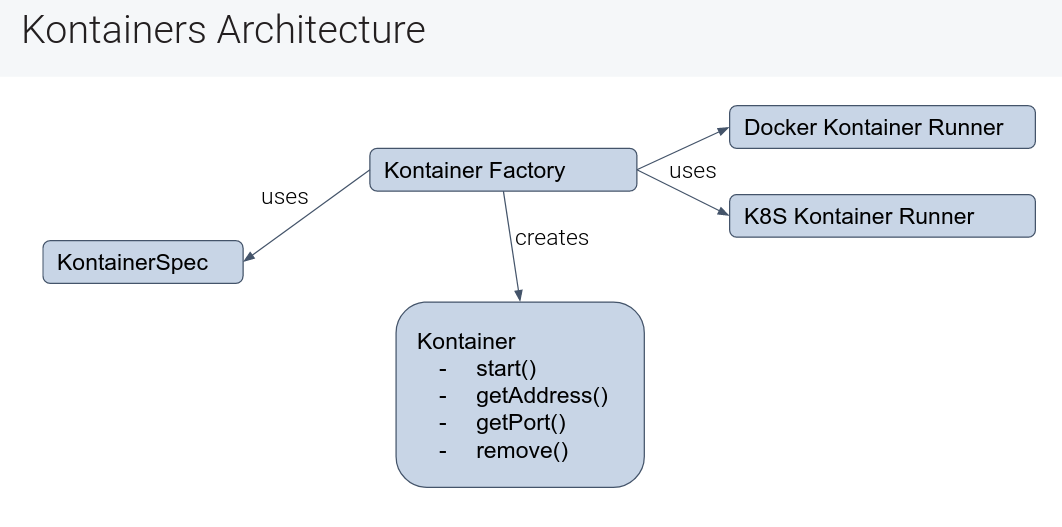 Kontainers Architecture
Docker Kontainer Runner
Kontainer Factory
uses
uses
K8S Kontainer Runner
creates
KontainerSpec
Kontainer
- start()
- getAddress()
- getPort()
- remove()